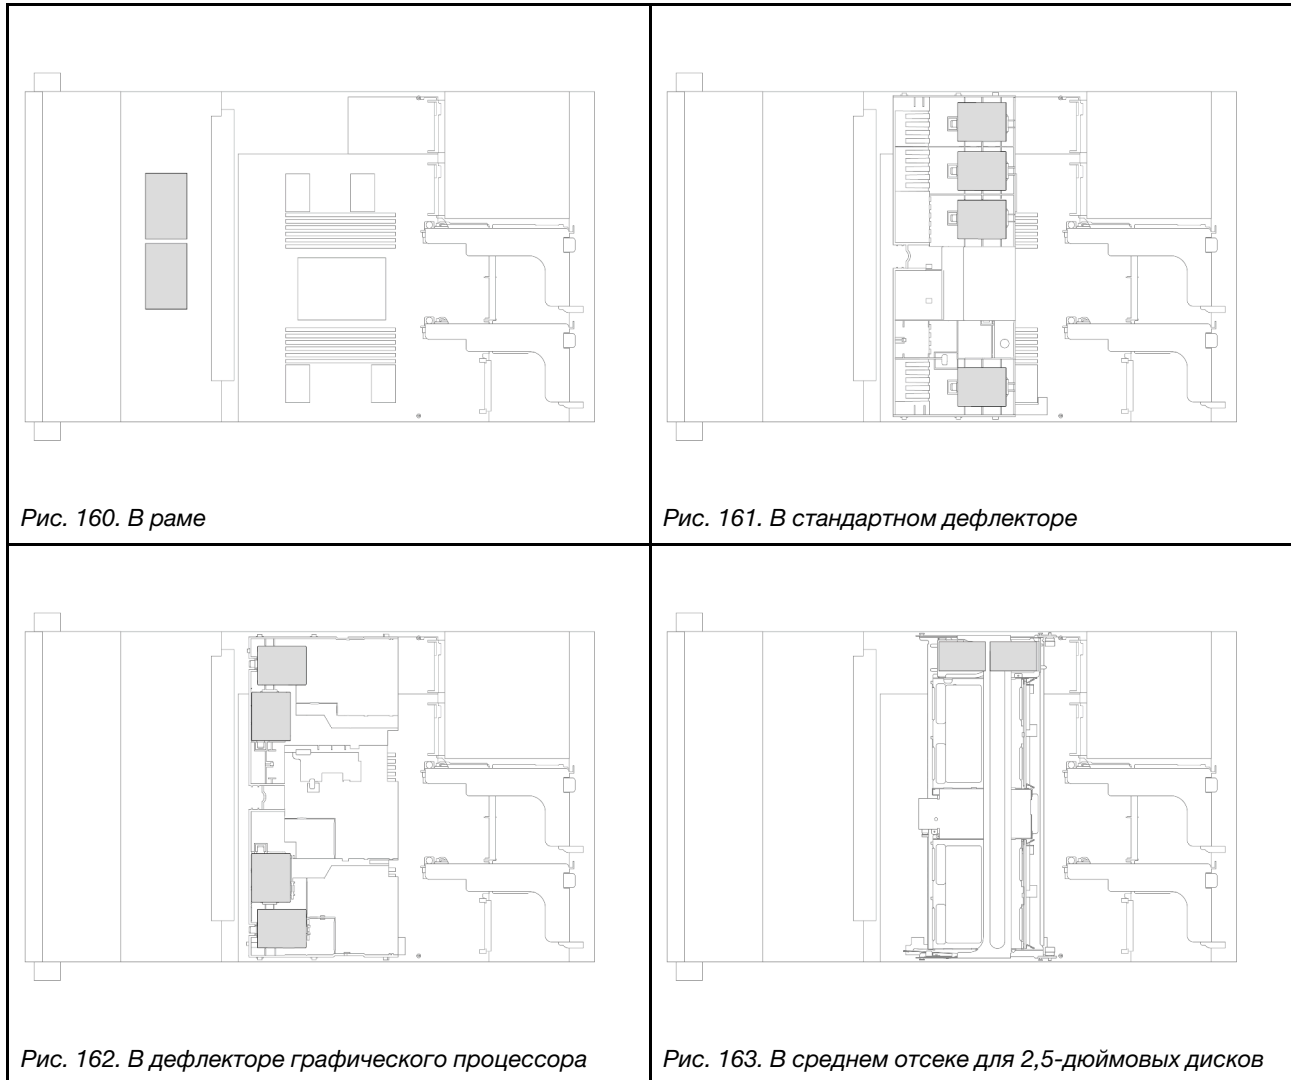 Рис. 160. В раме
Рис. 161. В стандартном дефлекторе
Рис. 162. В дефлекторе графического процессора
Рис. 163. В среднем отсеке для 2,5-дюймовых дисков